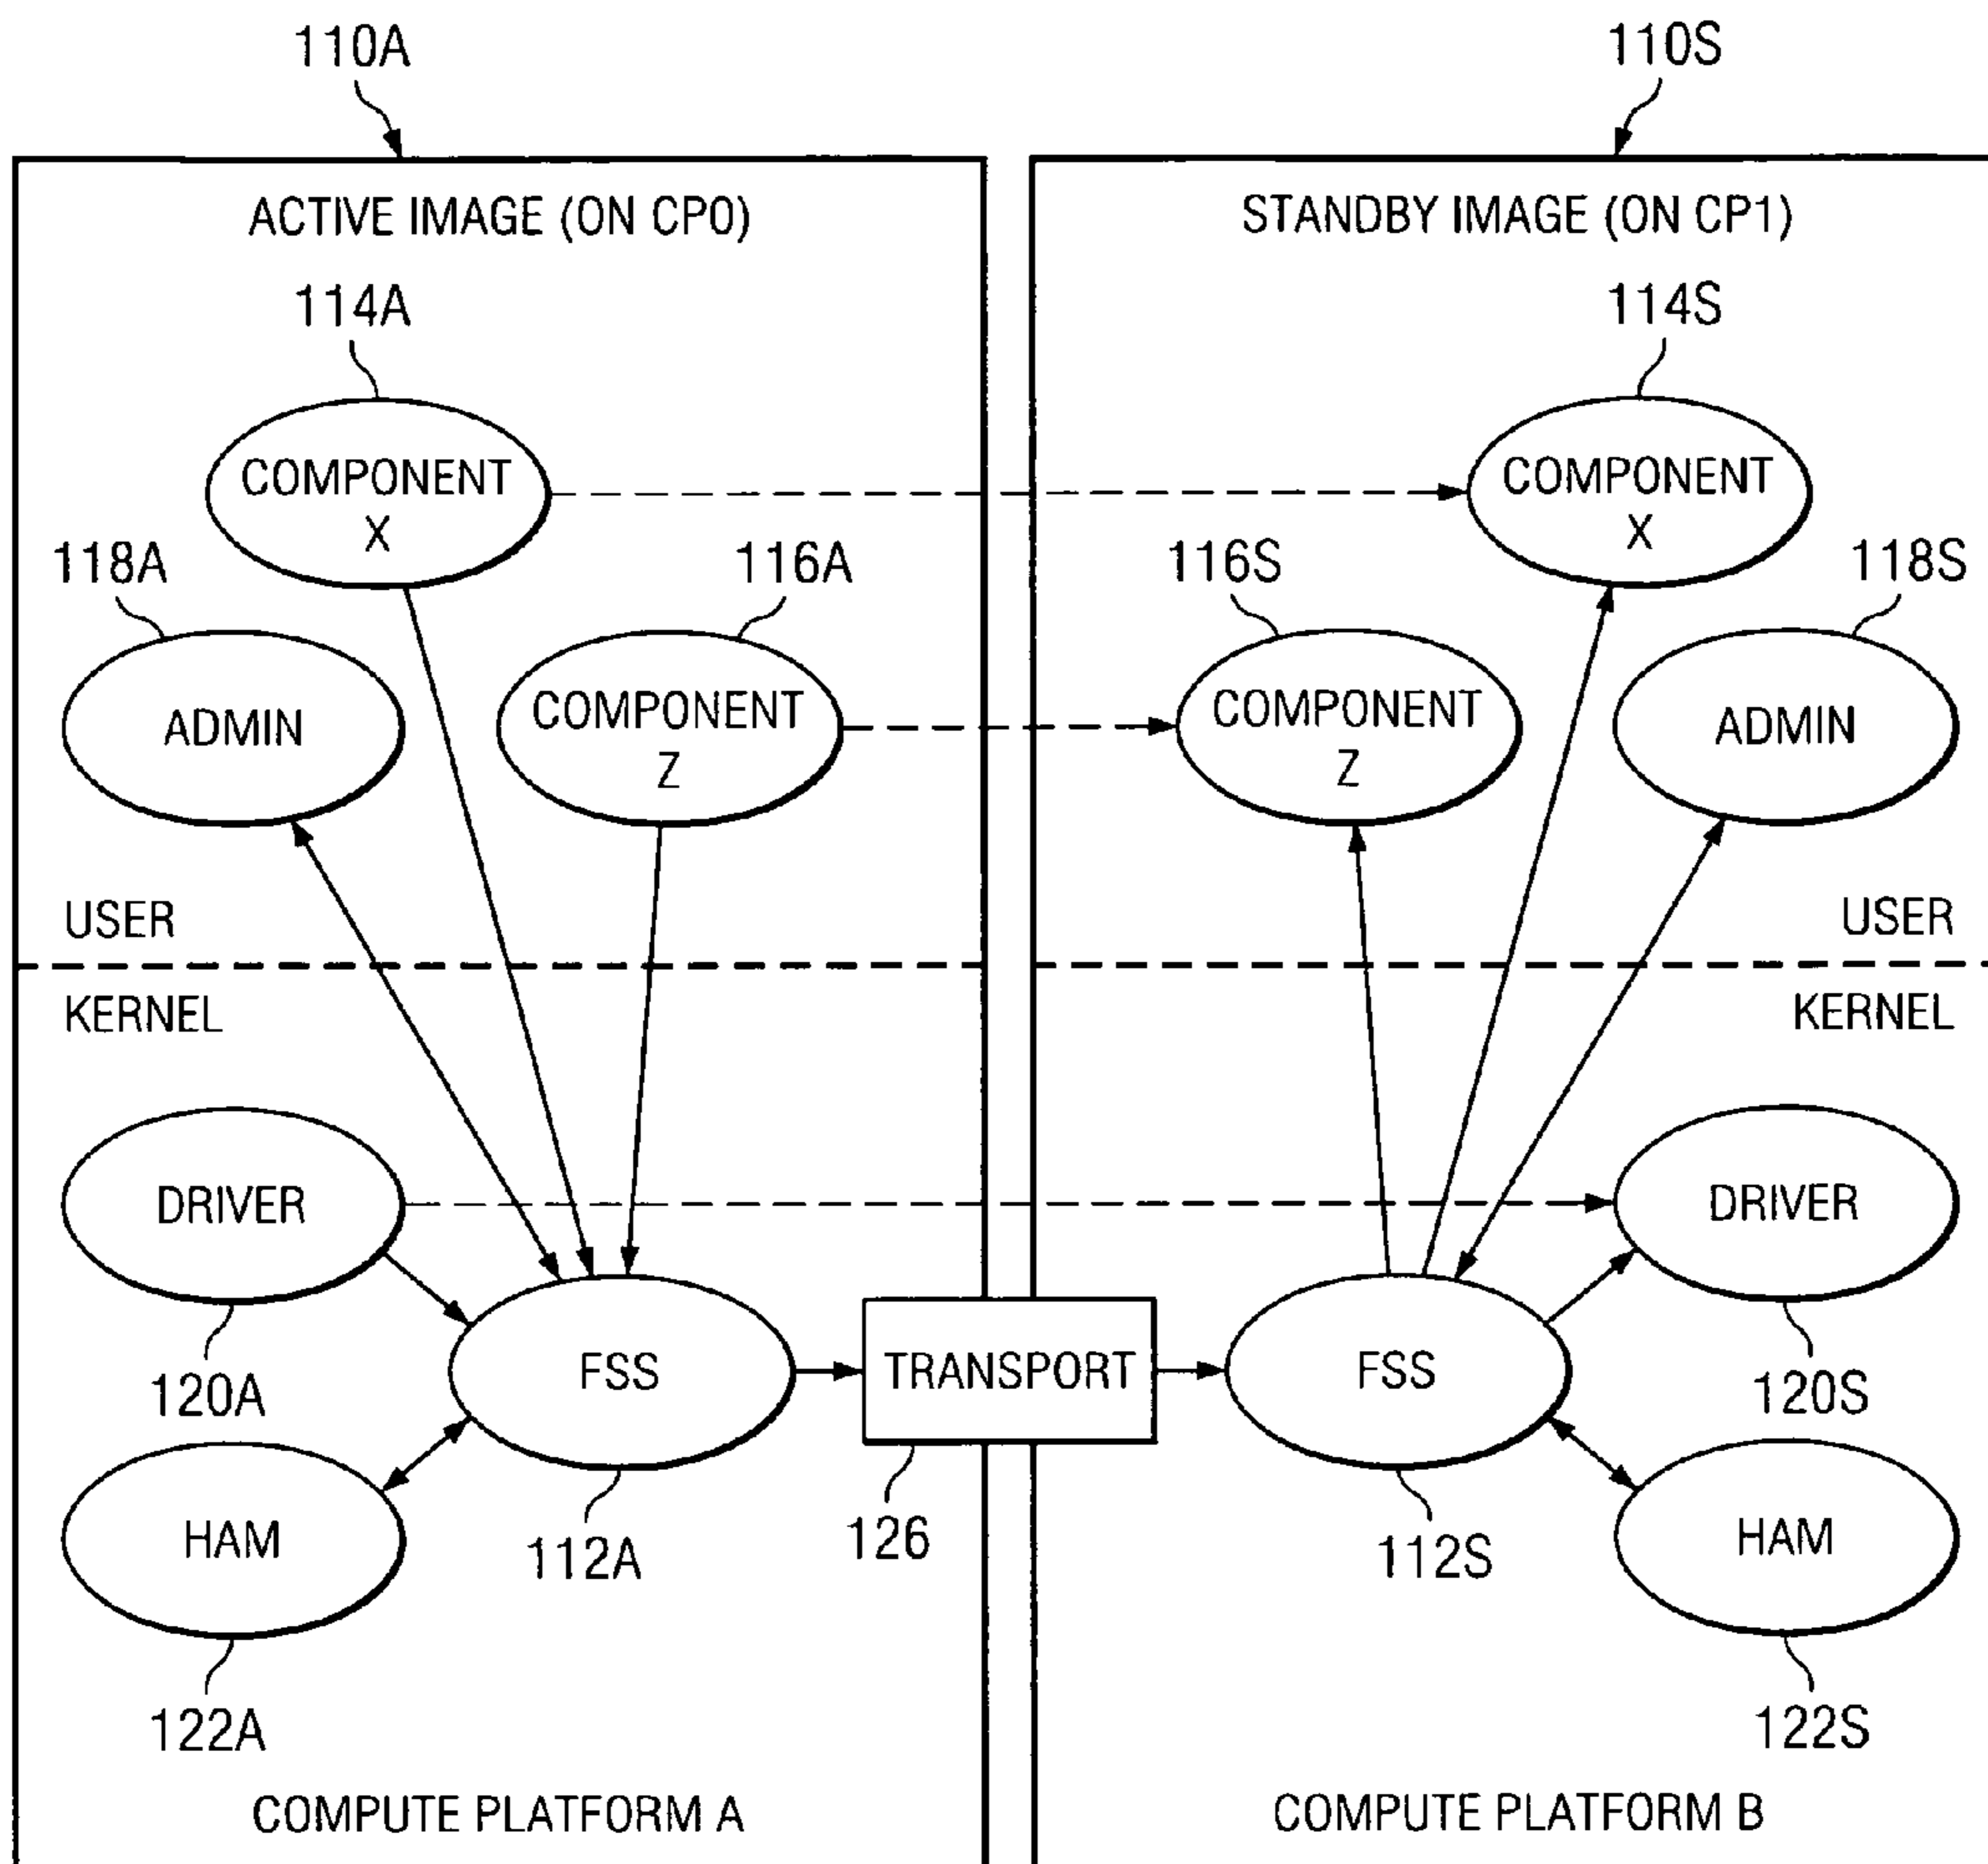 110A
110S
ACTIVE IMAGE (ON CP0)
STANDBY IMAGE (ON CP1)
114A
114S
COMPONENT
X
COMPONENT
X
118A
116A
116S
118S
ADMIN
COMPONENT
Z
COMPONENT
Z
ADMIN
USER
USER
KERNEL
KERNEL
DRIVER
DRIVER
FSS
TRANSPORT
FSS
120A
120S
HAM
112A
126
112S
HAM
122A
122S
COMPUTE PLATFORM A
COMPUTE PLATFORM B